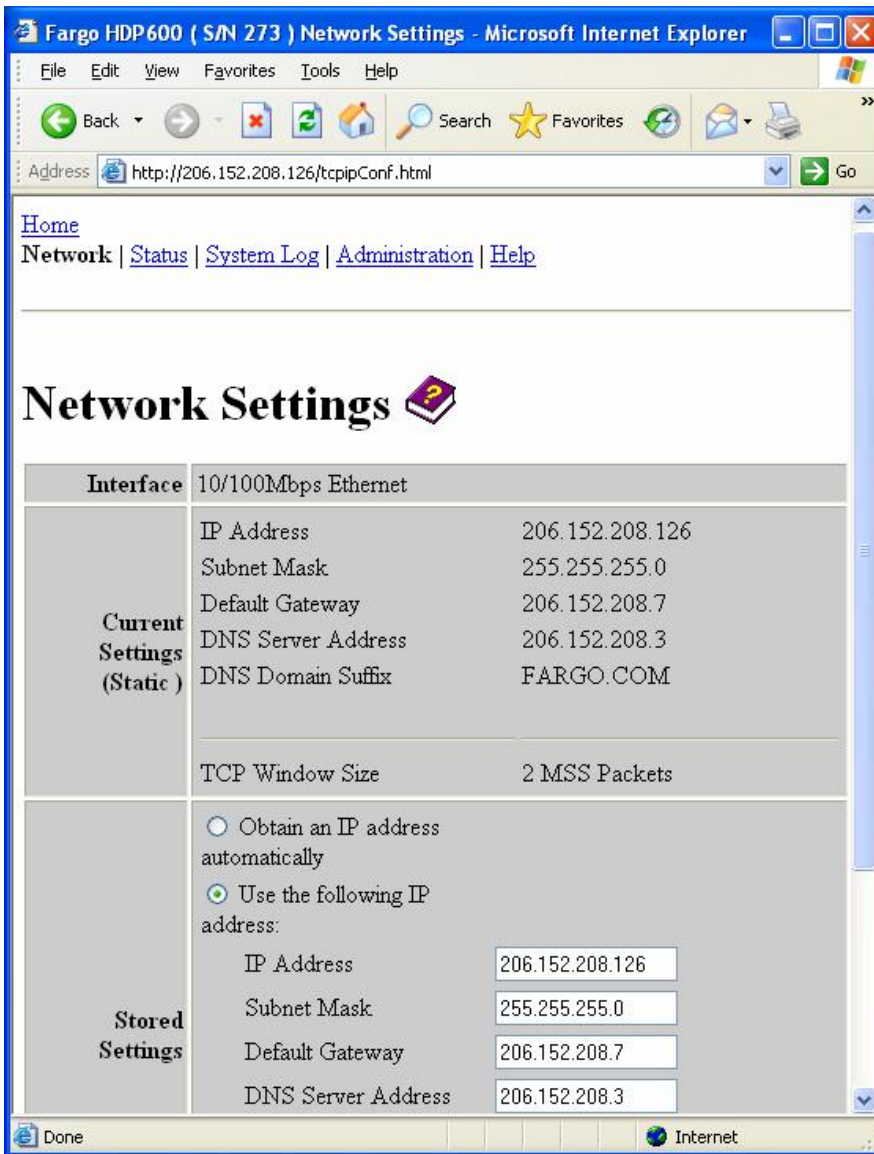 Fargo HDP600 ( S/N 273 ) Network Settings - Microsoft Internet Explorer
File Edit View Favorites Tools Help
Back Search Favorites »
Address http://206.152.208.126/tcpipConf.html Go
Home
Network | Status | System Log | Administration | Help
Network Settings ?
Interface 10/100Mbps Ethernet
Current Settings (Static )
IP Address 206.152.208.126
Subnet Mask 255.255.255.0
Default Gateway 206.152.208.7
DNS Server Address 206.152.208.3
DNS Domain Suffix FARGO.COM
TCP Window Size 2 MSS Packets
Stored Settings
Obtain an IP address
automatically
Use the following IP
address:
IP Address 206.152.208.126
Subnet Mask 255.255.255.0
Default Gateway 206.152.208.7
DNS Server Address 206.152.208.3
Done Internet